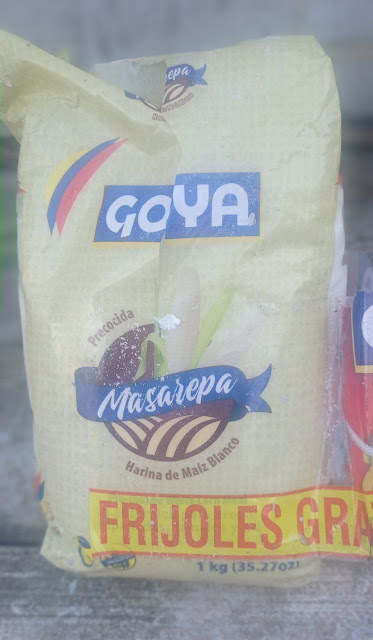 GOYA
Precocida
Masarepa
Harina de Maíz Blanco
FRIJOLES GRA
1 kg (35.27oz)